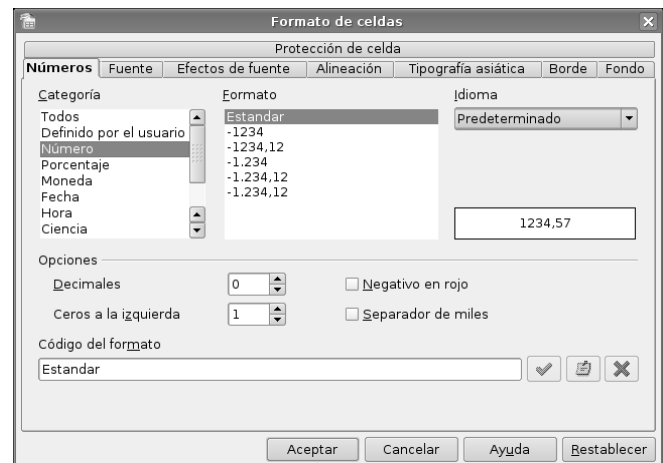 Formato de celdas
Protección de celda
Números Fuente Efectos de fuente Alineación Tipografía asiática Borde Fondo
Categoría Formato Idioma
Todos
Definido por el usuario
Número
Porcentaje
Moneda
Fecha
Hora
Ciencia
Estandar
-1234
-1234,12
-1.234
-1.234,12
-1.234,12
Predeterminado
1234,57
Opciones
Decimales 0 Negativo en rojo
Ceros a la izquierda 1 Separador de miles
Código del formato
Estandar
Aceptar Cancelar Ayuda Restablecer